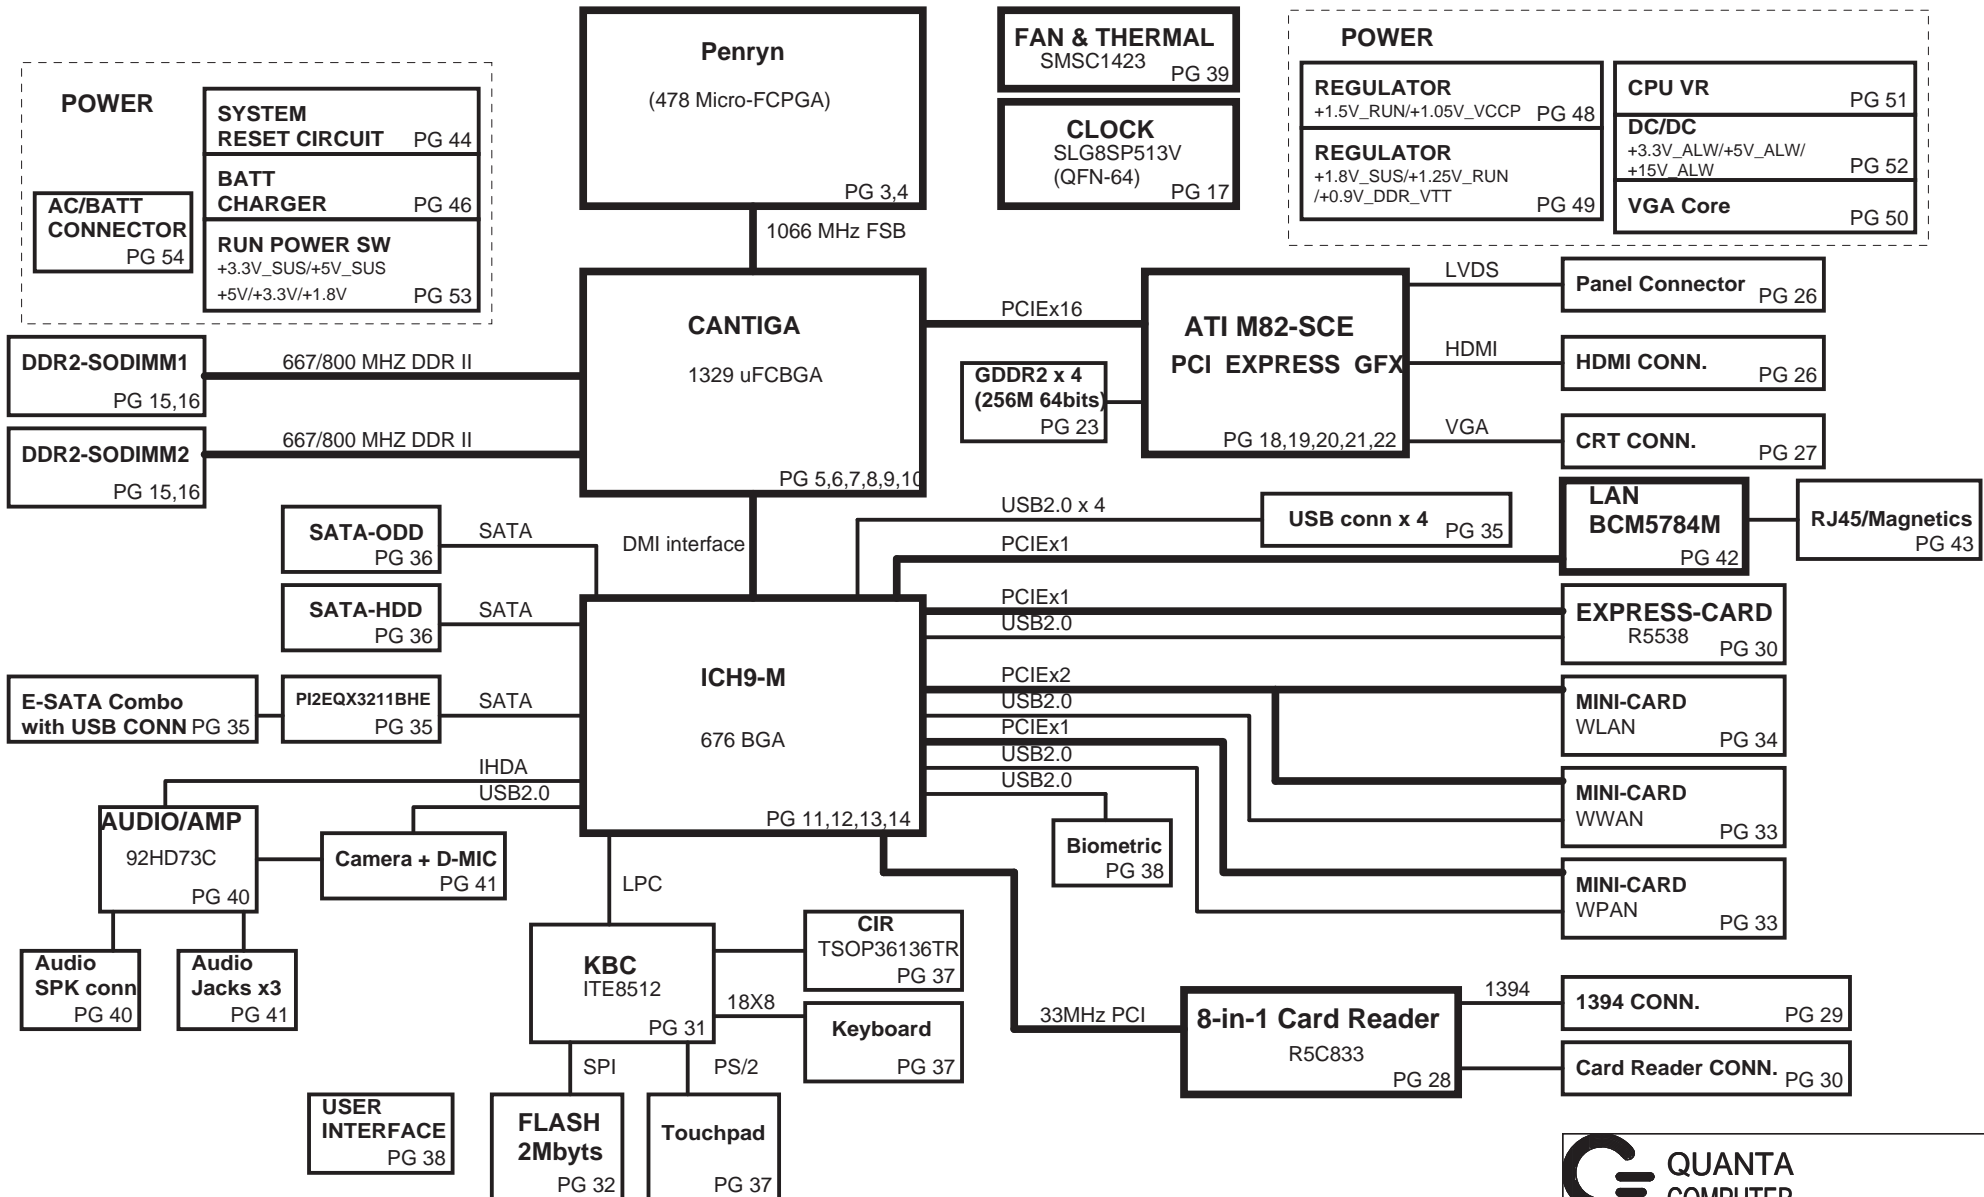 POWER
SYSTEM
RESET CIRCUIT PG 44
BATT
CHARGER PG 46
RUN POWER SW
+3.3V_SUS/+5V_SUS
+5V/+3.3V/+1.8V PG 53
AC/BATT
CONNECTOR
PG 54
Penryn
(478 Micro-FCPGA)
PG 3,4
1066 MHz FSB
FAN & THERMAL
SMSC1423
PG 39
CLOCK
SLG8SP513V
(QFN-64)
PG 17
POWER
REGULATOR
+1.5V_RUN/+1.05V_VCCP PG 48
REGULATOR
+1.8V_SUS/+1.25V_RUN
/+0.9V_DDR_VTT
PG 49
CPU VR
PG 51
DC/DC
+3.3V_ALW/+5V_ALW/
+15V_ALW
PG 52
VGA Core
PG 50
DDR2-SODIMM1
PG 15,16
667/800 MHZ DDR II
DDR2-SODIMM2
PG 15,16
667/800 MHZ DDR II
CANTIGA
1329 uFCBGA
PG 5,6,7,8,9,10
PCIEx16
GDDR2 x 4
(256M 64bits)
PG 23
ATI M82-SCE
PCI EXPRESS GFX
PG 18,19,20,21,22
LVDS
Panel Connector
PG 26
HDMI
HDMI CONN.
PG 26
VGA
CRT CONN.
PG 27
SATA-ODD
PG 36
SATA
DMI interface
USB2.0 x 4
USB conn x 4
PG 35
PCIEx1
LAN
BCM5784M
PG 42
RJ45/Magnetics
PG 43
SATA-HDD
PG 36
SATA
PCIEx1
USB2.0
EXPRESS-CARD
R5538
PG 30
E-SATA Combo
with USB CONN PG 35
PI2EQX3211BHE
PG 35
SATA
ICH9-M
676 BGA
PG 11,12,13,14
PCIEx2
USB2.0
PCIEx1
USB2.0
USB2.0
MINI-CARD
WLAN
PG 34
MINI-CARD
WWAN
PG 33
MINI-CARD
WPAN
PG 33
Biometric
PG 38
IHDA
USB2.0
AUDIO/AMP
92HD73C
PG 40
Camera + D-MIC
PG 41
Audio
SPK conn
PG 40
Audio
Jacks x3
PG 41
LPC
KBC
ITE8512
PG 31
CIR
TSOP36136TR
PG 37
18X8
Keyboard
PG 37
SPI
PS/2
USER
INTERFACE
PG 38
FLASH
2Mbyts
PG 32
Touchpad
PG 37
33MHz PCI
8-in-1 Card Reader
R5C833
PG 28
1394
1394 CONN.
PG 29
Card Reader CONN.
PG 30
QUANTA
COMPUTER